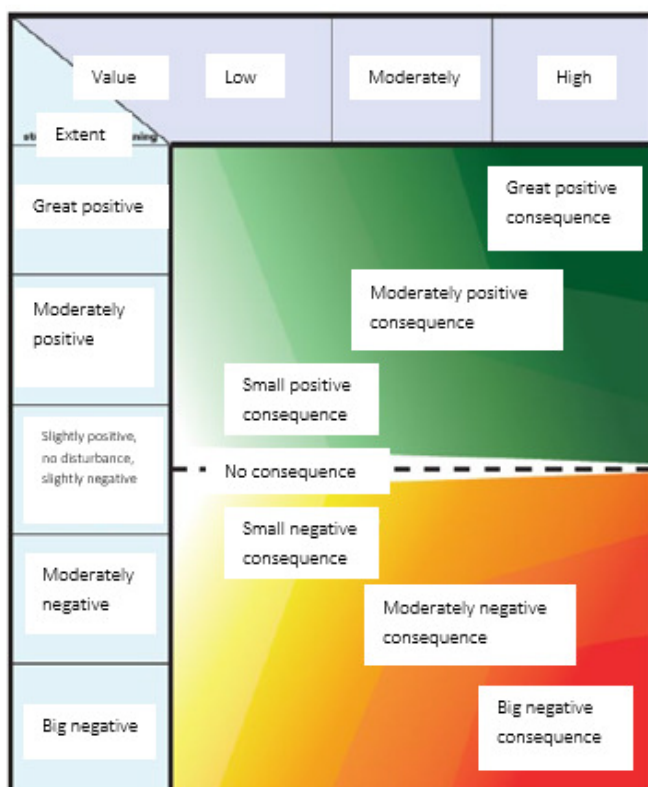 Value
Low
Moderately
High
Extent
Great positive
Great positive
consequence
Moderately
positive
Moderately positive
consequence
Small positive
consequence
Slightly positive,
no disturbance,
slightly negative
No consequence
Small negative
consequence
Moderately
negative
Moderately negative
consequence
Big negative
Big negative
consequence